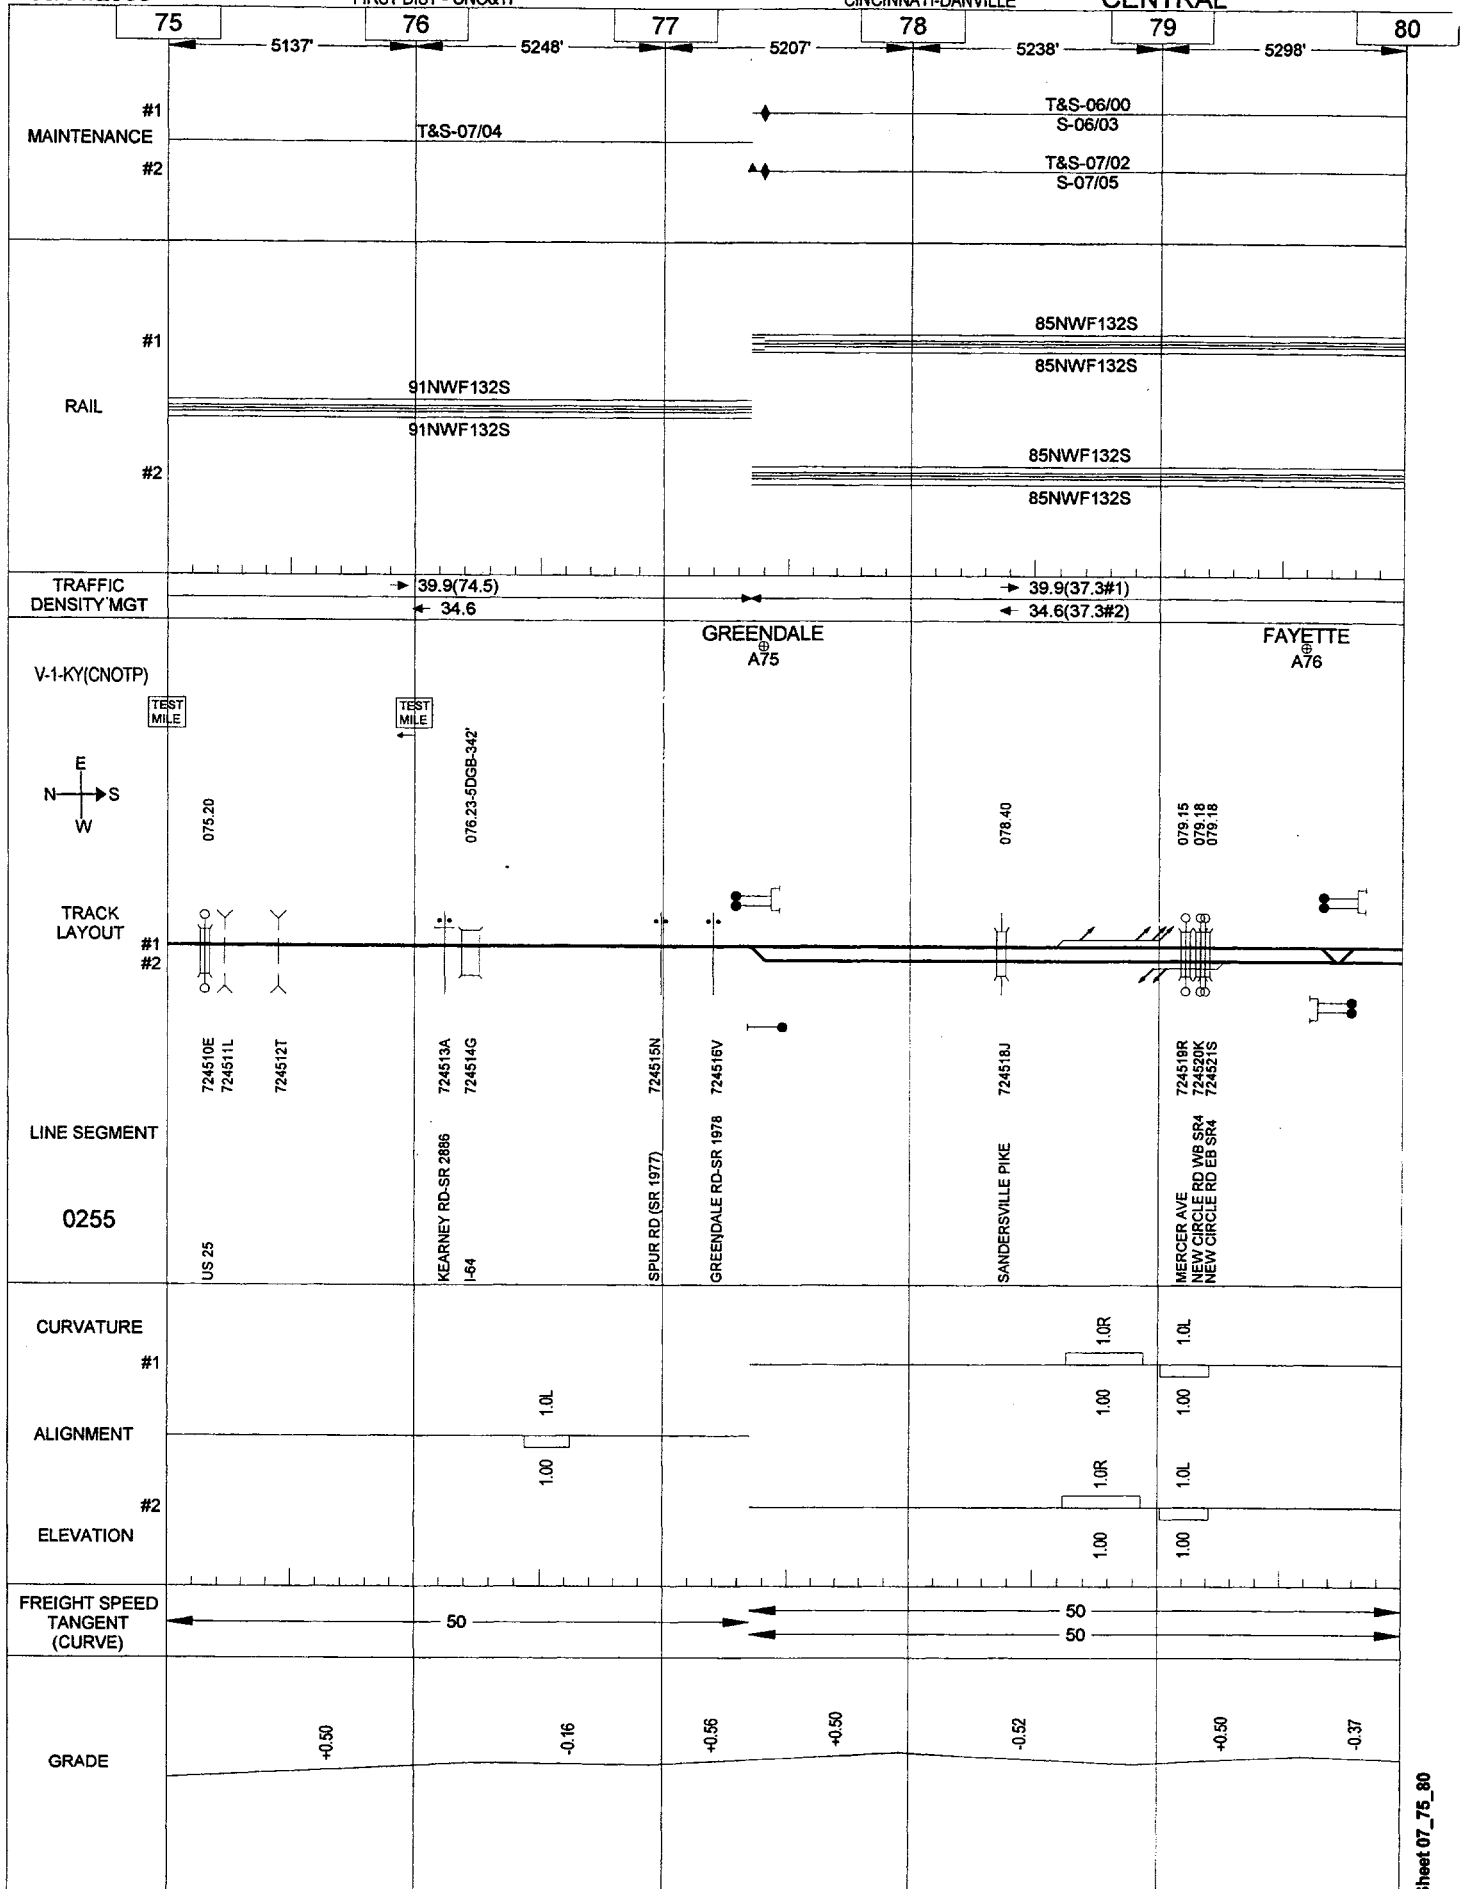 CENTRAL
CINCINNATI-DANVILLE
75 76 77 78 79 80
5137' 5248' 5207' 5238' 5298'
#1
MAINTENANCE
#2
T&S-07/04
T&S-06/00
S-06/03
T&S-07/02
S-07/05
RAIL
#1
#2
91NWF132S
91NWF132S
85NWF132S
85NWF132S
85NWF132S
85NWF132S
TRAFFIC
DENSITY MGT
39.9(74.5)
34.6
39.9(37.3#1)
34.6(37.3#2)
V-1-KY(CNOTP)
GREENDALE
A75
FAYETTE
A76
TEST
MILE
TEST
MILE
E
N S
W
075.20
076.23-5DGB-342'
078.40
079.15
079.18
079.18
TRACK
LAYOUT
#1
#2
724510E
724511L
724512T
724513A
724514G
724515N
724516V
724518J
724519R
724520K
724521S
LINE SEGMENT
0255
US 25
KEARNEY RD-SR 2886
I-64
SPUR RD (SR 1977)
GREENDALE RD-SR 1978
SANDERSVILLE PIKE
MERCER AVE
NEW CIRCLE RD WB SR4
NEW CIRCLE RD EB SR4
CURVATURE
#1
1.0R 1.0L
1.00 1.00
ALIGNMENT
1.0L
1.00
#2
1.0R 1.0L
1.00 1.00
ELEVATION
FREIGHT SPEED
TANGENT
(CURVE)
50
50
50
GRADE
+0.50 -0.16 +0.56 +0.50 -0.52 +0.50 -0.37
Sheet 07_75_80